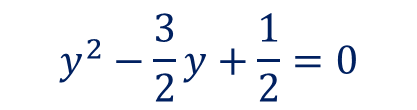 y² − 3/2 y + 1/2 = 0